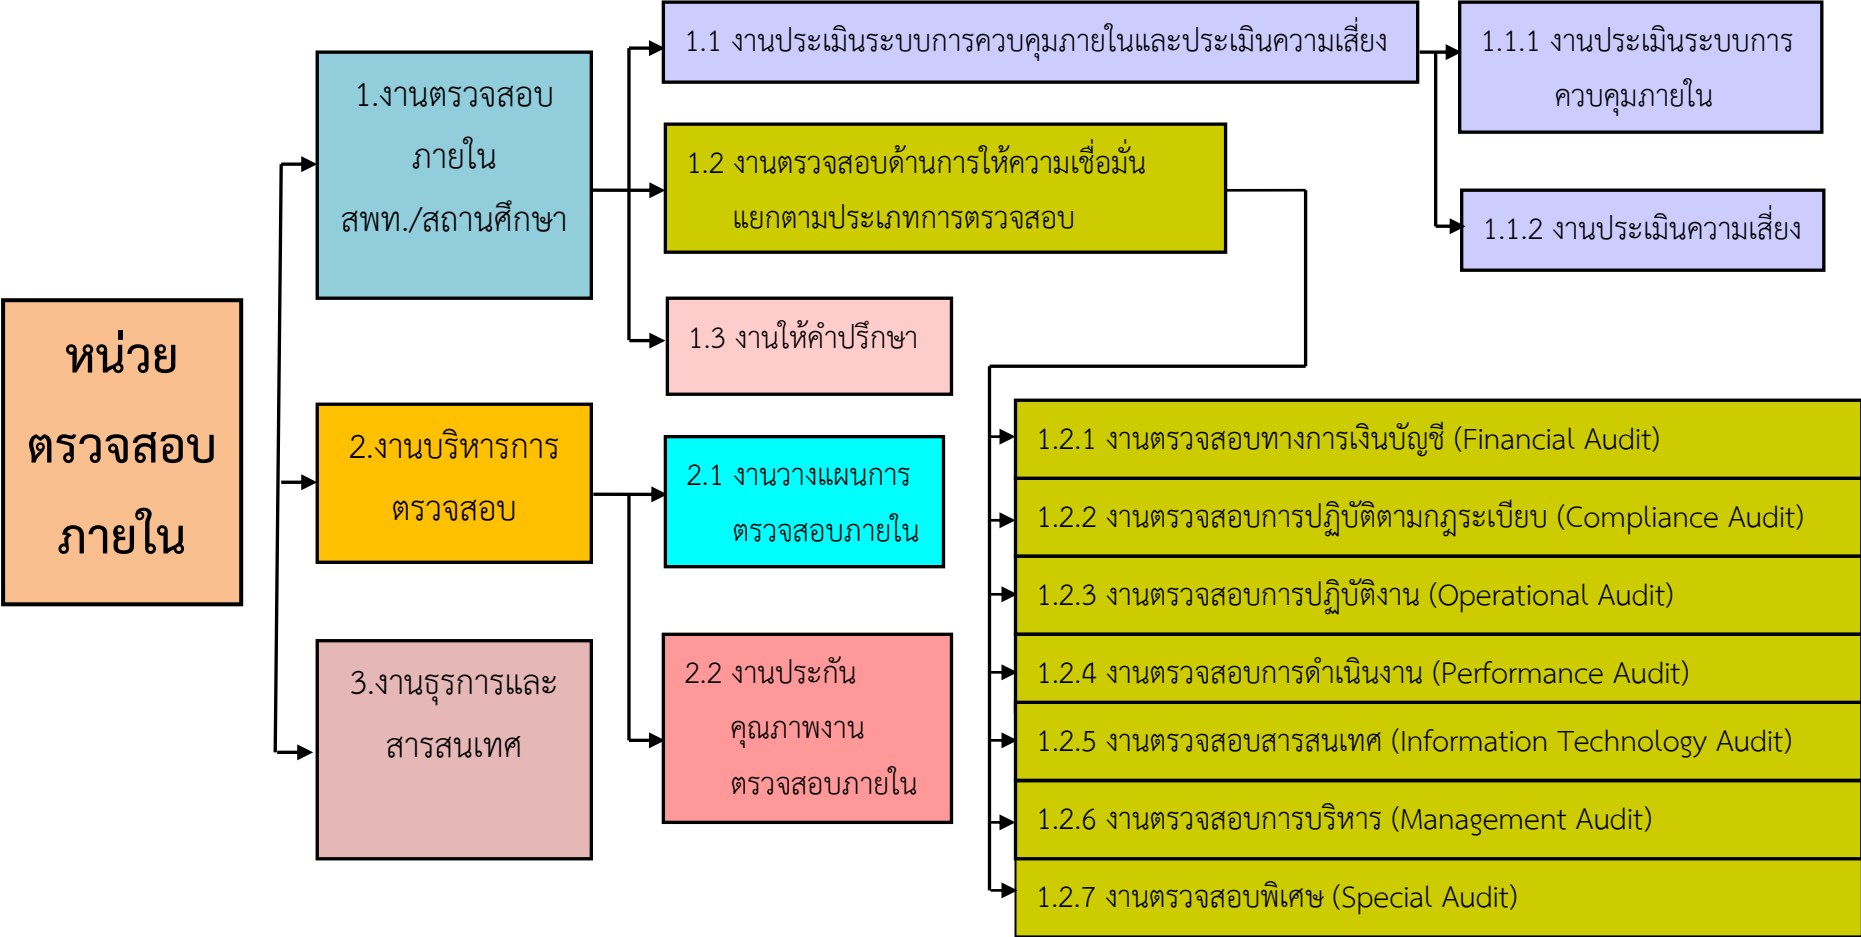 หน่วย
ตรวจสอบ
ภายใน
1.งานตรวจสอบ
ภายใน
สพท./สถานศึกษา
2.งานบริหารการ
ตรวจสอบ
3.งานธุรการและ
สารสนเทศ
1.1 งานประเมินระบบการควบคุมภายในและประเมินความเสี่ยง
1.2 งานตรวจสอบด้านการให้ความเชื่อมั่น
แยกตามประเภทการตรวจสอบ
1.3 งานให้คำปรึกษา
2.1 งานวางแผนการ
ตรวจสอบภายใน
2.2 งานประกัน
คุณภาพงาน
ตรวจสอบภายใน
1.1.1 งานประเมินระบบการ
ควบคุมภายใน
1.1.2 งานประเมินความเสี่ยง
1.2.1 งานตรวจสอบทางการเงินบัญชี (Financial Audit)
1.2.2 งานตรวจสอบการปฏิบัติตามกฎระเบียบ (Compliance Audit)
1.2.3 งานตรวจสอบการปฏิบัติงาน (Operational Audit)
1.2.4 งานตรวจสอบการดำเนินงาน (Performance Audit)
1.2.5 งานตรวจสอบสารสนเทศ (Information Technology Audit)
1.2.6 งานตรวจสอบการบริหาร (Management Audit)
1.2.7 งานตรวจสอบพิเศษ (Special Audit)